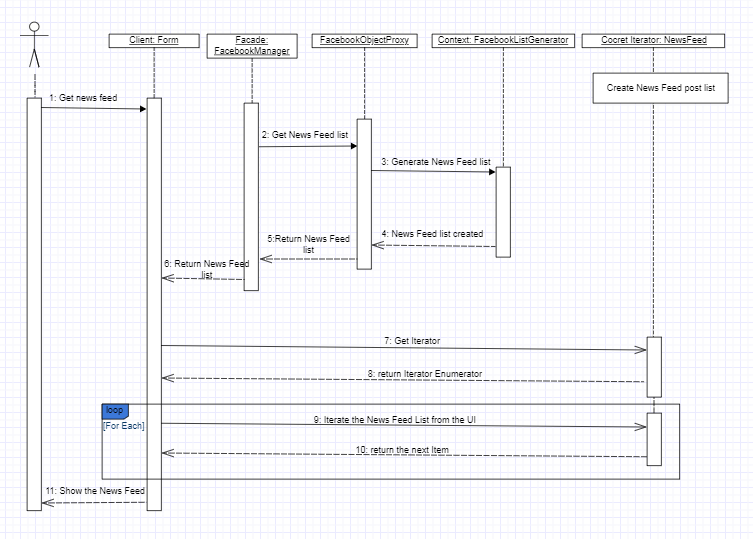 Client: Form
Facade:
FacebookManager
FacebookObjectProxy
Context: FacebookListGenerator
Cocret Iterator: NewsFeed
Create News Feed post list
1: Get news feed
2: Get News Feed list
3: Generate News Feed list
4: News Feed list created
5:Return News Feed
list
6: Return News Feed
list
7: Get Iterator
8: return Iterator Enumerator
loop
[For Each]
9: Iterate the News Feed List from the UI
10: return the next Item
11: Show the News Feed